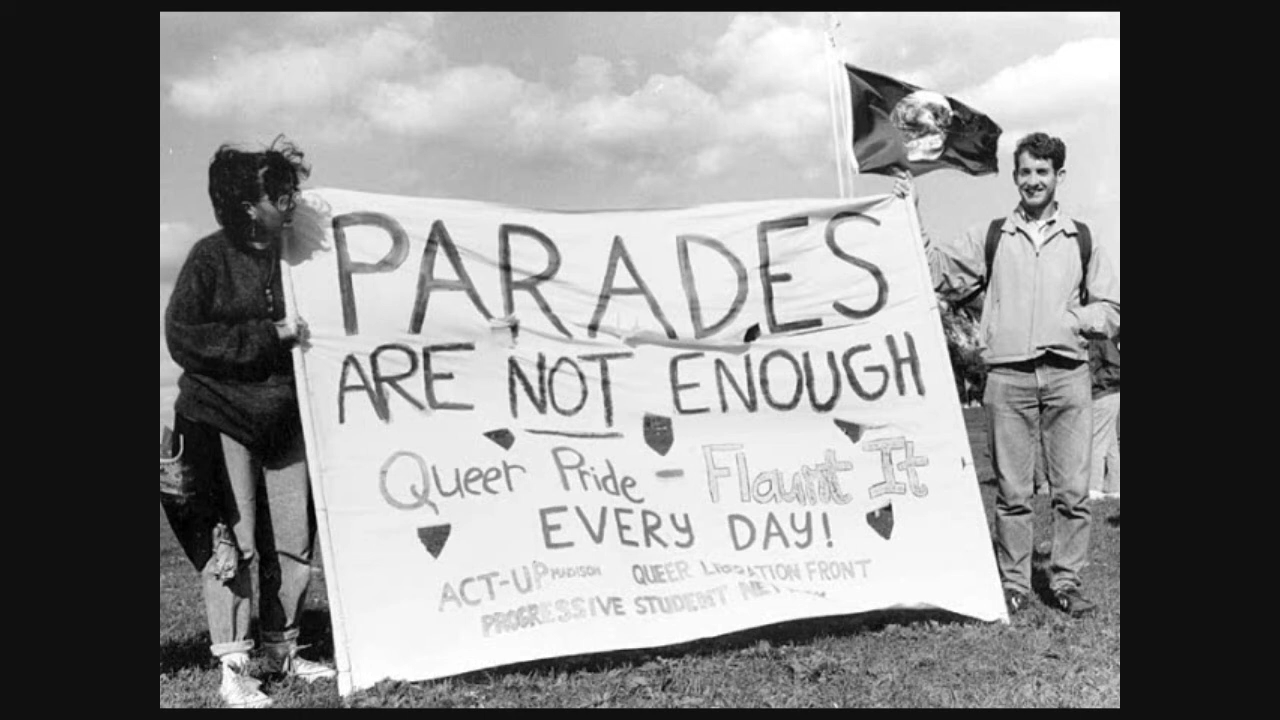 PARADES
ARE NOT ENOUGH
Queer Pride - Flaunt It
EVERY DAY!
ACT-UP MADISON QUEER LIBERATION FRONT
PROGRESSIVE STUDENT